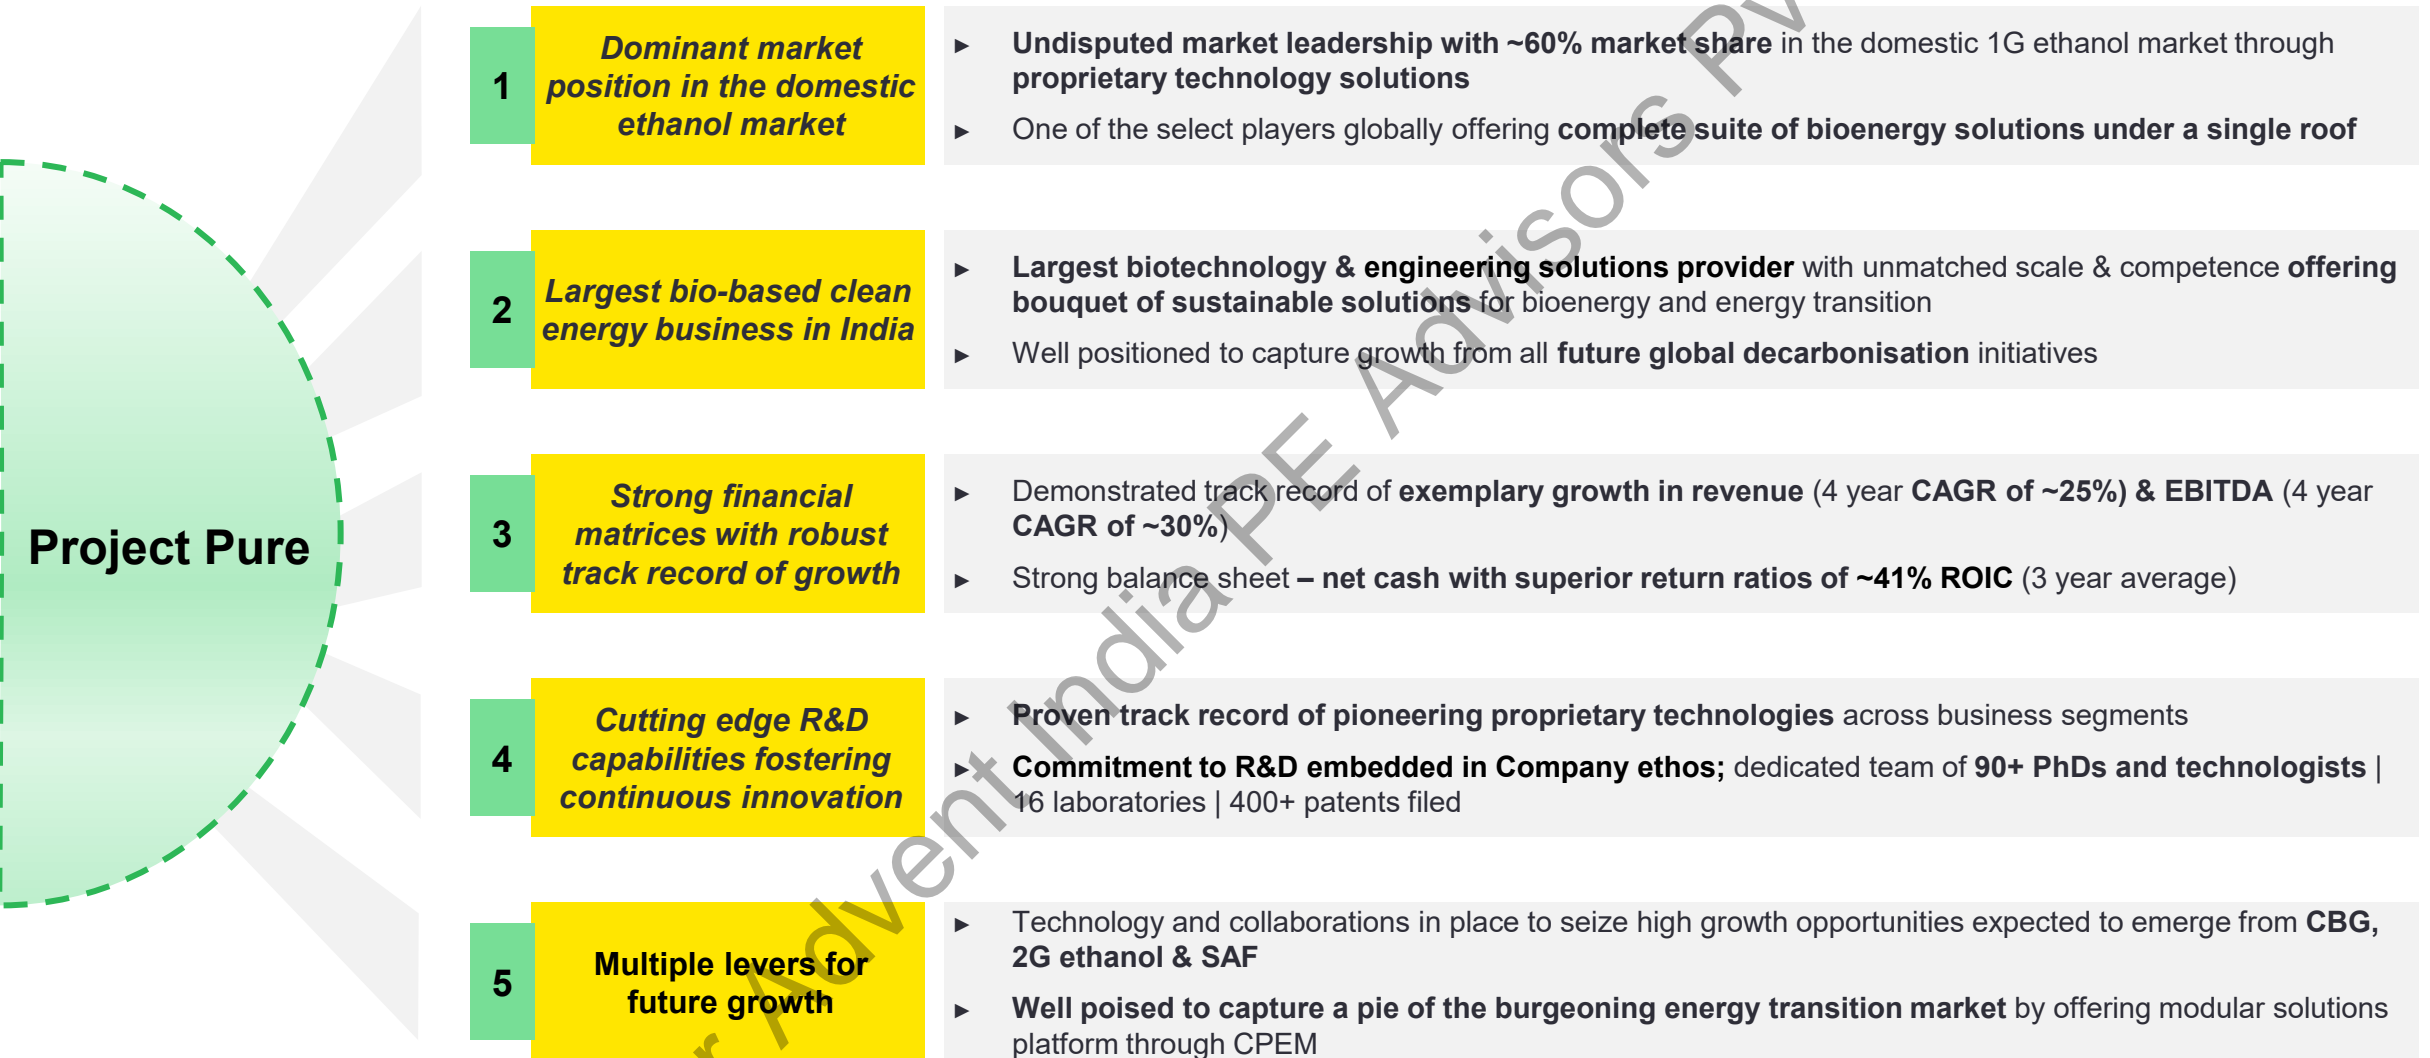 Project Pure
1
Dominant market
position in the domestic
ethanol market
► Undisputed market leadership with ~60% market share in the domestic 1G ethanol market through
proprietary technology solutions
► One of the select players globally offering complete suite of bioenergy solutions under a single roof
2
Largest bio-based clean
energy business in India
► Largest biotechnology & engineering solutions provider with unmatched scale & competence offering
bouquet of sustainable solutions for bioenergy and energy transition
► Well positioned to capture growth from all future global decarbonisation initiatives
3
Strong financial
matrices with robust
track record of growth
► Demonstrated track record of exemplary growth in revenue (4 year CAGR of ~25%) & EBITDA (4 year
CAGR of ~30%)
► Strong balance sheet – net cash with superior return ratios of ~41% ROIC (3 year average)
4
Cutting edge R&D
capabilities fostering
continuous innovation
► Proven track record of pioneering proprietary technologies across business segments
► Commitment to R&D embedded in Company ethos; dedicated team of 90+ PhDs and technologists |
16 laboratories | 400+ patents filed
5
Multiple levers for
future growth
► Technology and collaborations in place to seize high growth opportunities expected to emerge from CBG,
2G ethanol & SAF
► Well poised to capture a pie of the burgeoning energy transition market by offering modular solutions
platform through CPEM
Advent India PE Advisors